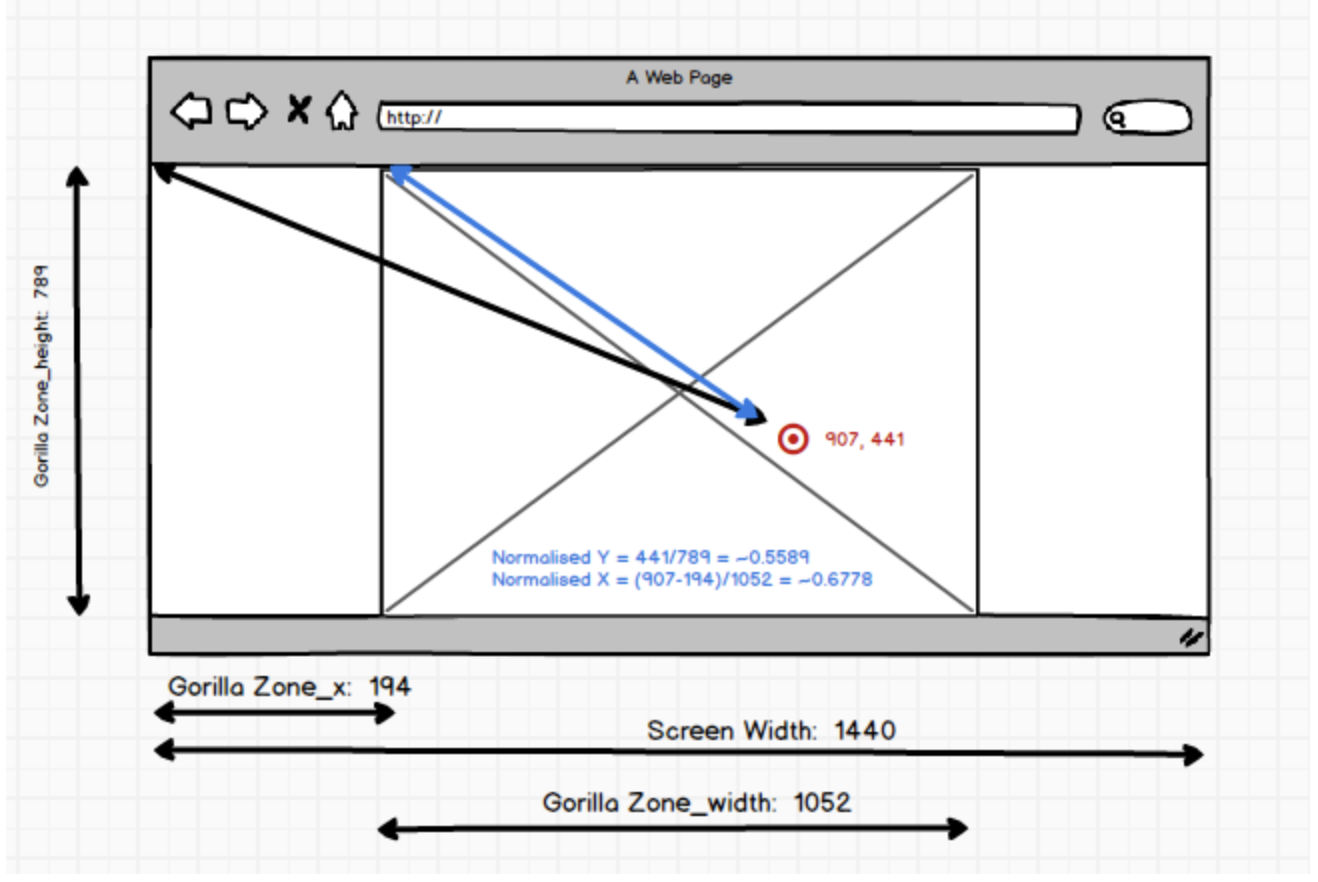 A Web Page
http://
Gorilla Zone_height: 789
907, 441
Normalised Y = 441/789 = ~0.5589
Normalised X = (907-194)/1052 = ~0.6778
Gorilla Zone_x: 194
Screen Width: 1440
Gorilla Zone_width: 1052